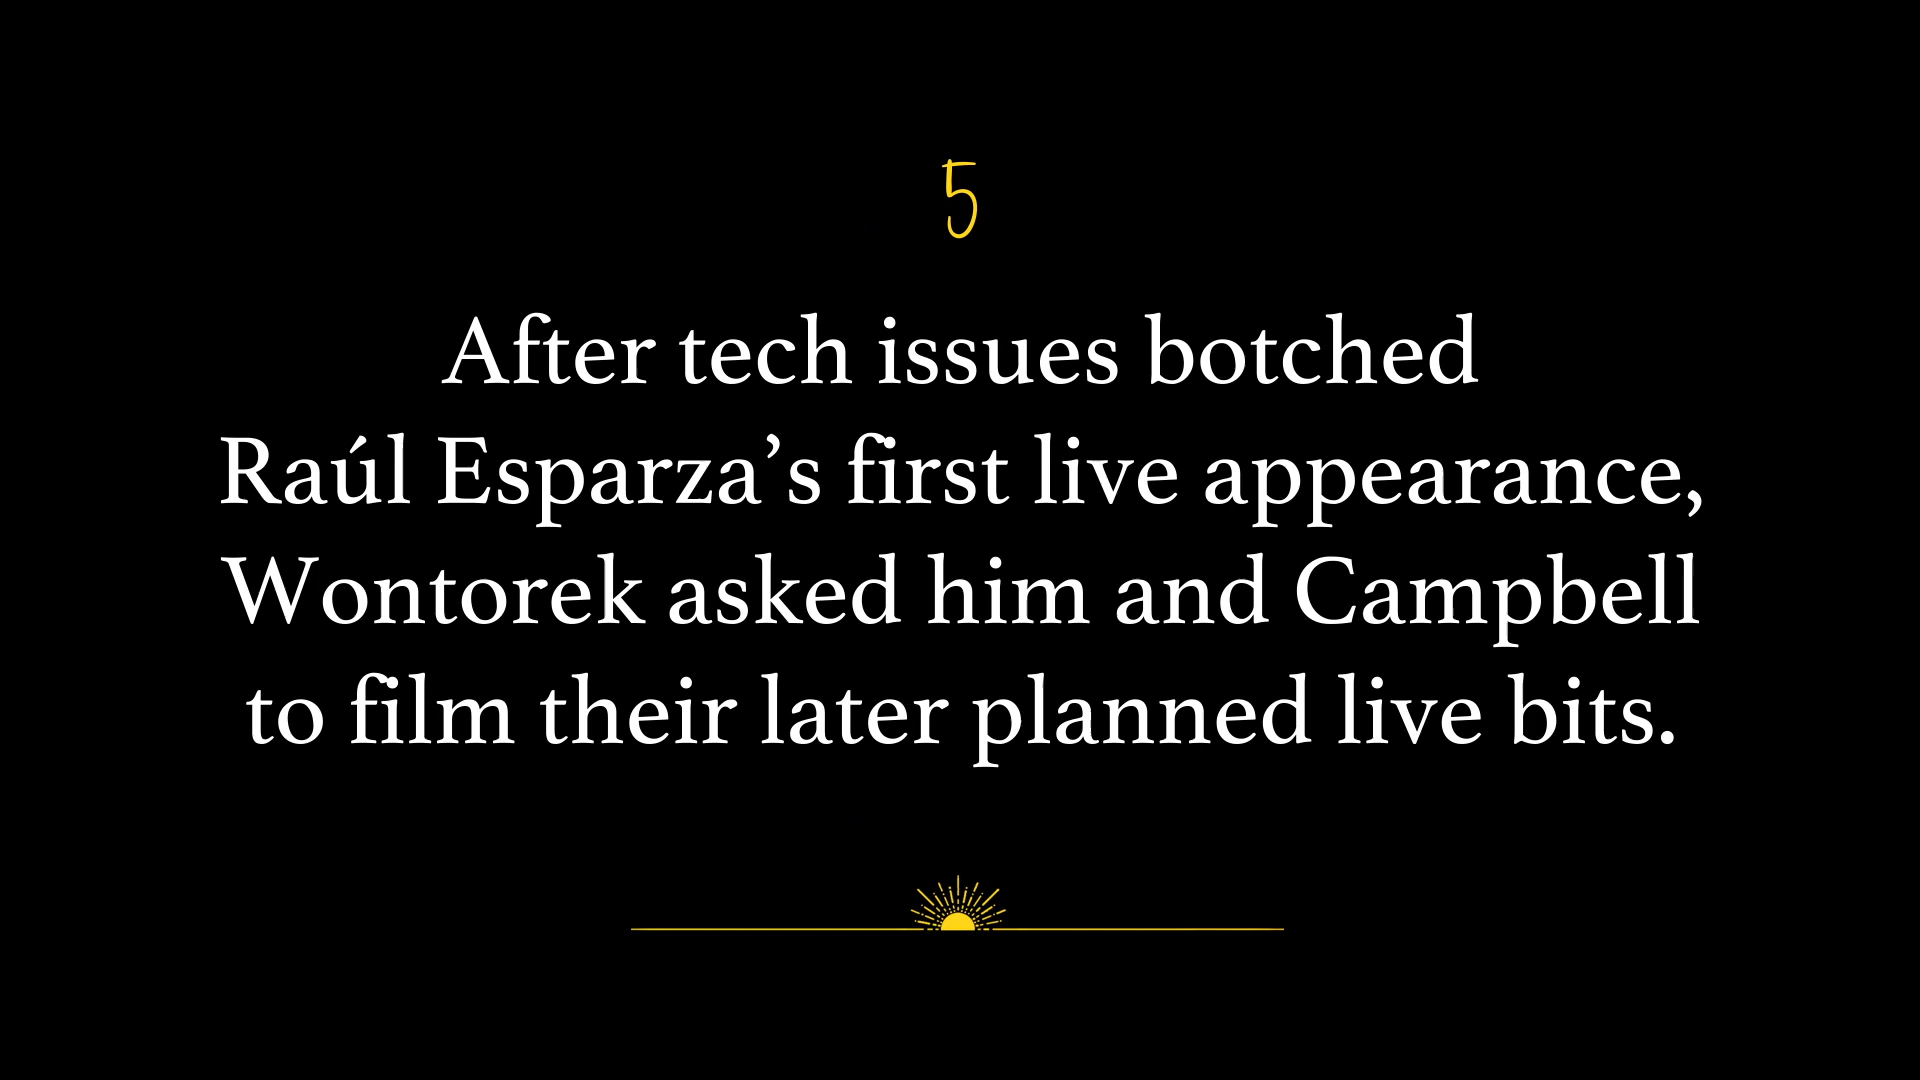 5
After tech issues botched
Raúl Esparza’s first live appearance,
Wontorek asked him and Campbell
to film their later planned live bits.